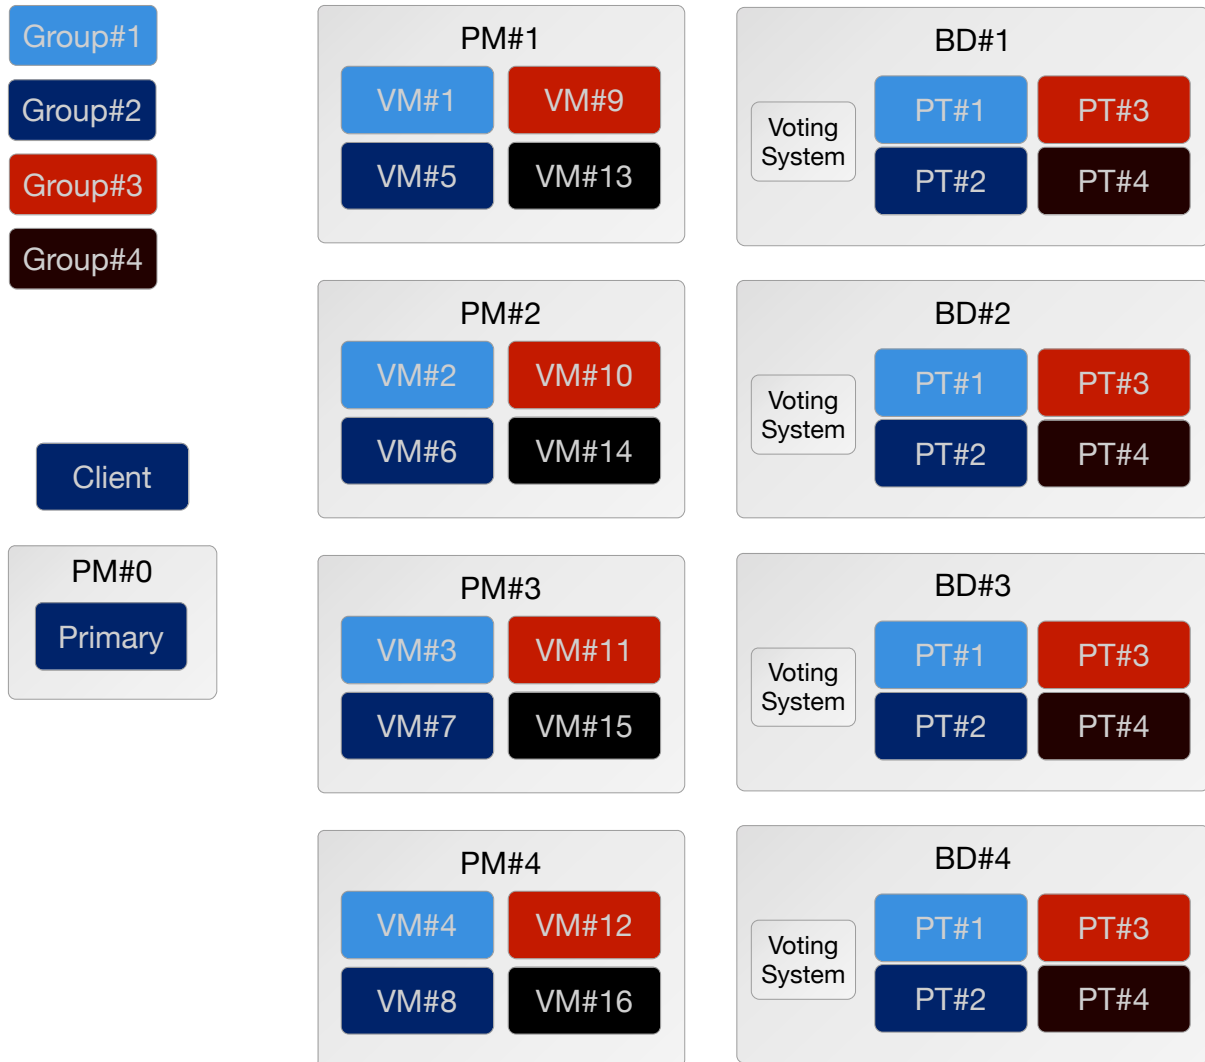 Group#1
Group#2
Group#3
Group#4
Client
PM#0
Primary
PM#1
VM#1
VM#9
VM#5
VM#13
PM#2
VM#2
VM#10
VM#6
VM#14
PM#3
VM#3
VM#11
VM#7
VM#15
PM#4
VM#4
VM#12
VM#8
VM#16
BD#1
Voting
System
PT#1
PT#3
PT#2
PT#4
BD#2
Voting
System
PT#1
PT#3
PT#2
PT#4
BD#3
Voting
System
PT#1
PT#3
PT#2
PT#4
BD#4
Voting
System
PT#1
PT#3
PT#2
PT#4